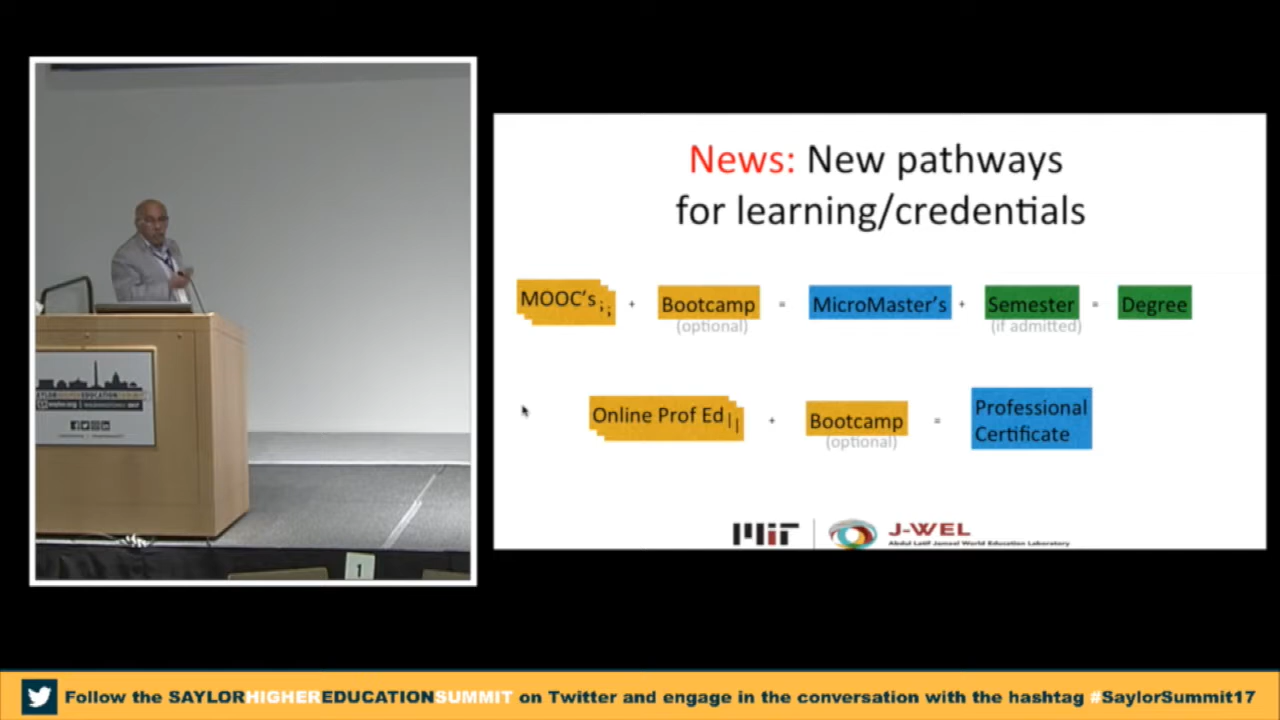 News: New pathways
for learning/credentials
MOOC's + Bootcamp = MicroMaster's + Semester = Degree
(optional) (if admitted)
Online Prof Ed + Bootcamp = Professional
Certificate
(optional)
MIT J-WEL
Abdul Latif Jameel World Education Laboratory
1
Follow the SAYLORHIGHEREDUCATIONSUMMIT on Twitter and engage in the conversation with the hashtag #SaylorSummit17